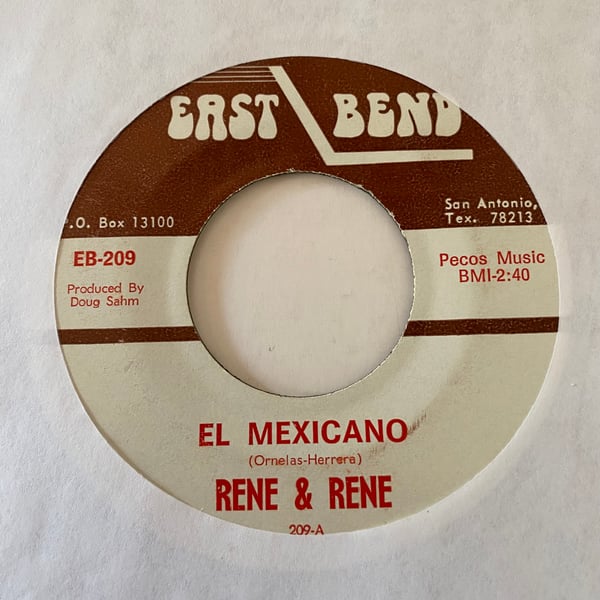 EAST BEND
.O. Box 13100
San Antonio,
Tex. 78213
EB-209
Produced By
Doug Sahm
Pecos Music
BMI-2:40
EL MEXICANO
(Ornelas-Herrera)
RENE & RENE
209-A